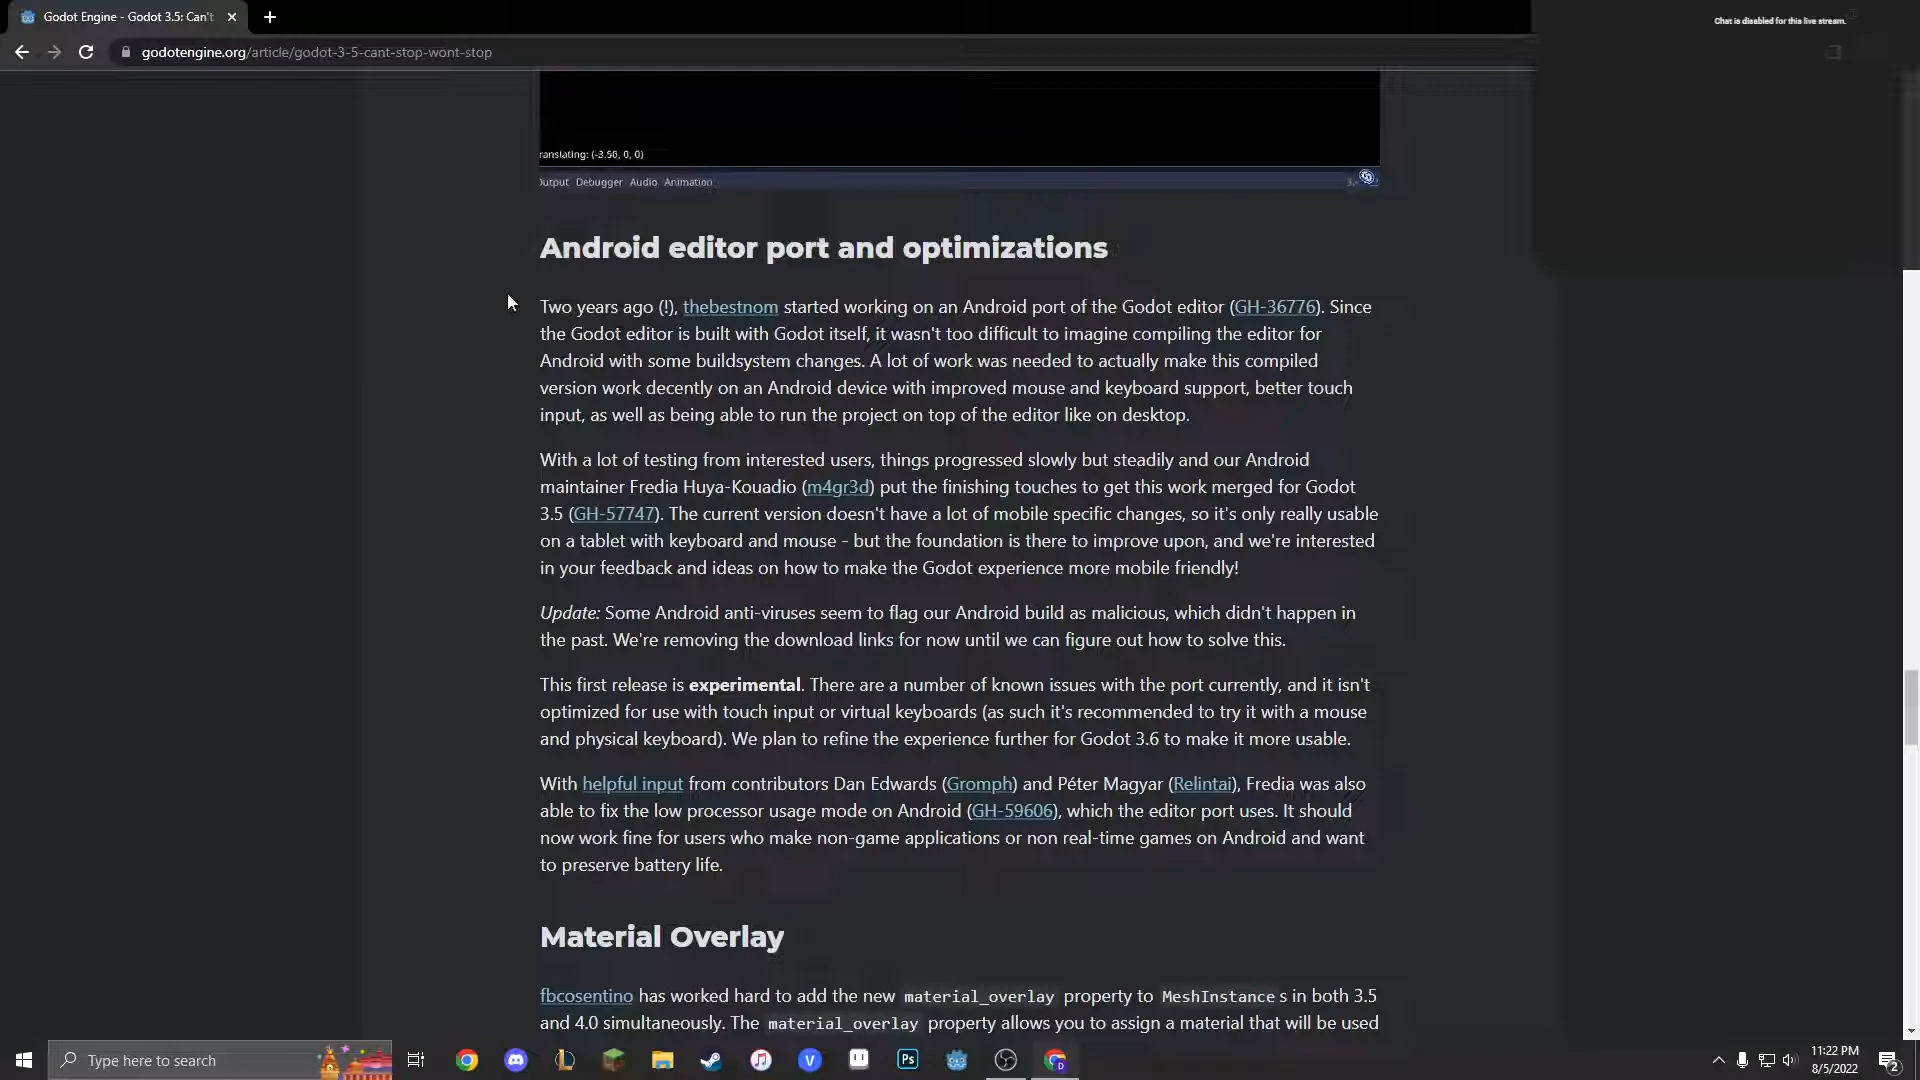 Godot Engine - Godot 3.5: Can't
Chat is disabled for this live stream.
godotengine.org/article/godot-3-5-cant-stop-wont-stop
ranslating: (-3.56, 0, 0)
Output Debugger Audio Animation
Android editor port and optimizations
Two years ago (!), thebestnom started working on an Android port of the Godot editor (GH-36776). Since
the Godot editor is built with Godot itself, it wasn't too difficult to imagine compiling the editor for
Android with some buildsystem changes. A lot of work was needed to actually make this compiled
version work decently on an Android device with improved mouse and keyboard support, better touch
input, as well as being able to run the project on top of the editor like on desktop.
With a lot of testing from interested users, things progressed slowly but steadily and our Android
maintainer Fredia Huya-Kouadio (m4gr3d) put the finishing touches to get this work merged for Godot
3.5 (GH-57747). The current version doesn't have a lot of mobile specific changes, so it's only really usable
on a tablet with keyboard and mouse - but the foundation is there to improve upon, and we're interested
in your feedback and ideas on how to make the Godot experience more mobile friendly!
Update: Some Android anti-viruses seem to flag our Android build as malicious, which didn't happen in
the past. We're removing the download links for now until we can figure out how to solve this.
This first release is experimental. There are a number of known issues with the port currently, and it isn't
optimized for use with touch input or virtual keyboards (as such it's recommended to try it with a mouse
and physical keyboard). We plan to refine the experience further for Godot 3.6 to make it more usable.
With helpful input from contributors Dan Edwards (Gromph) and Péter Magyar (Relintai), Fredia was also
able to fix the low processor usage mode on Android (GH-59606), which the editor port uses. It should
now work fine for users who make non-game applications or non real-time games on Android and want
to preserve battery life.
Material Overlay
fbcosentino has worked hard to add the new material_overlay property to MeshInstance s in both 3.5
and 4.0 simultaneously. The material_overlay property allows you to assign a material that will be used
Type here to search
Ps
V
D
11:22 PM
8/5/2022
2